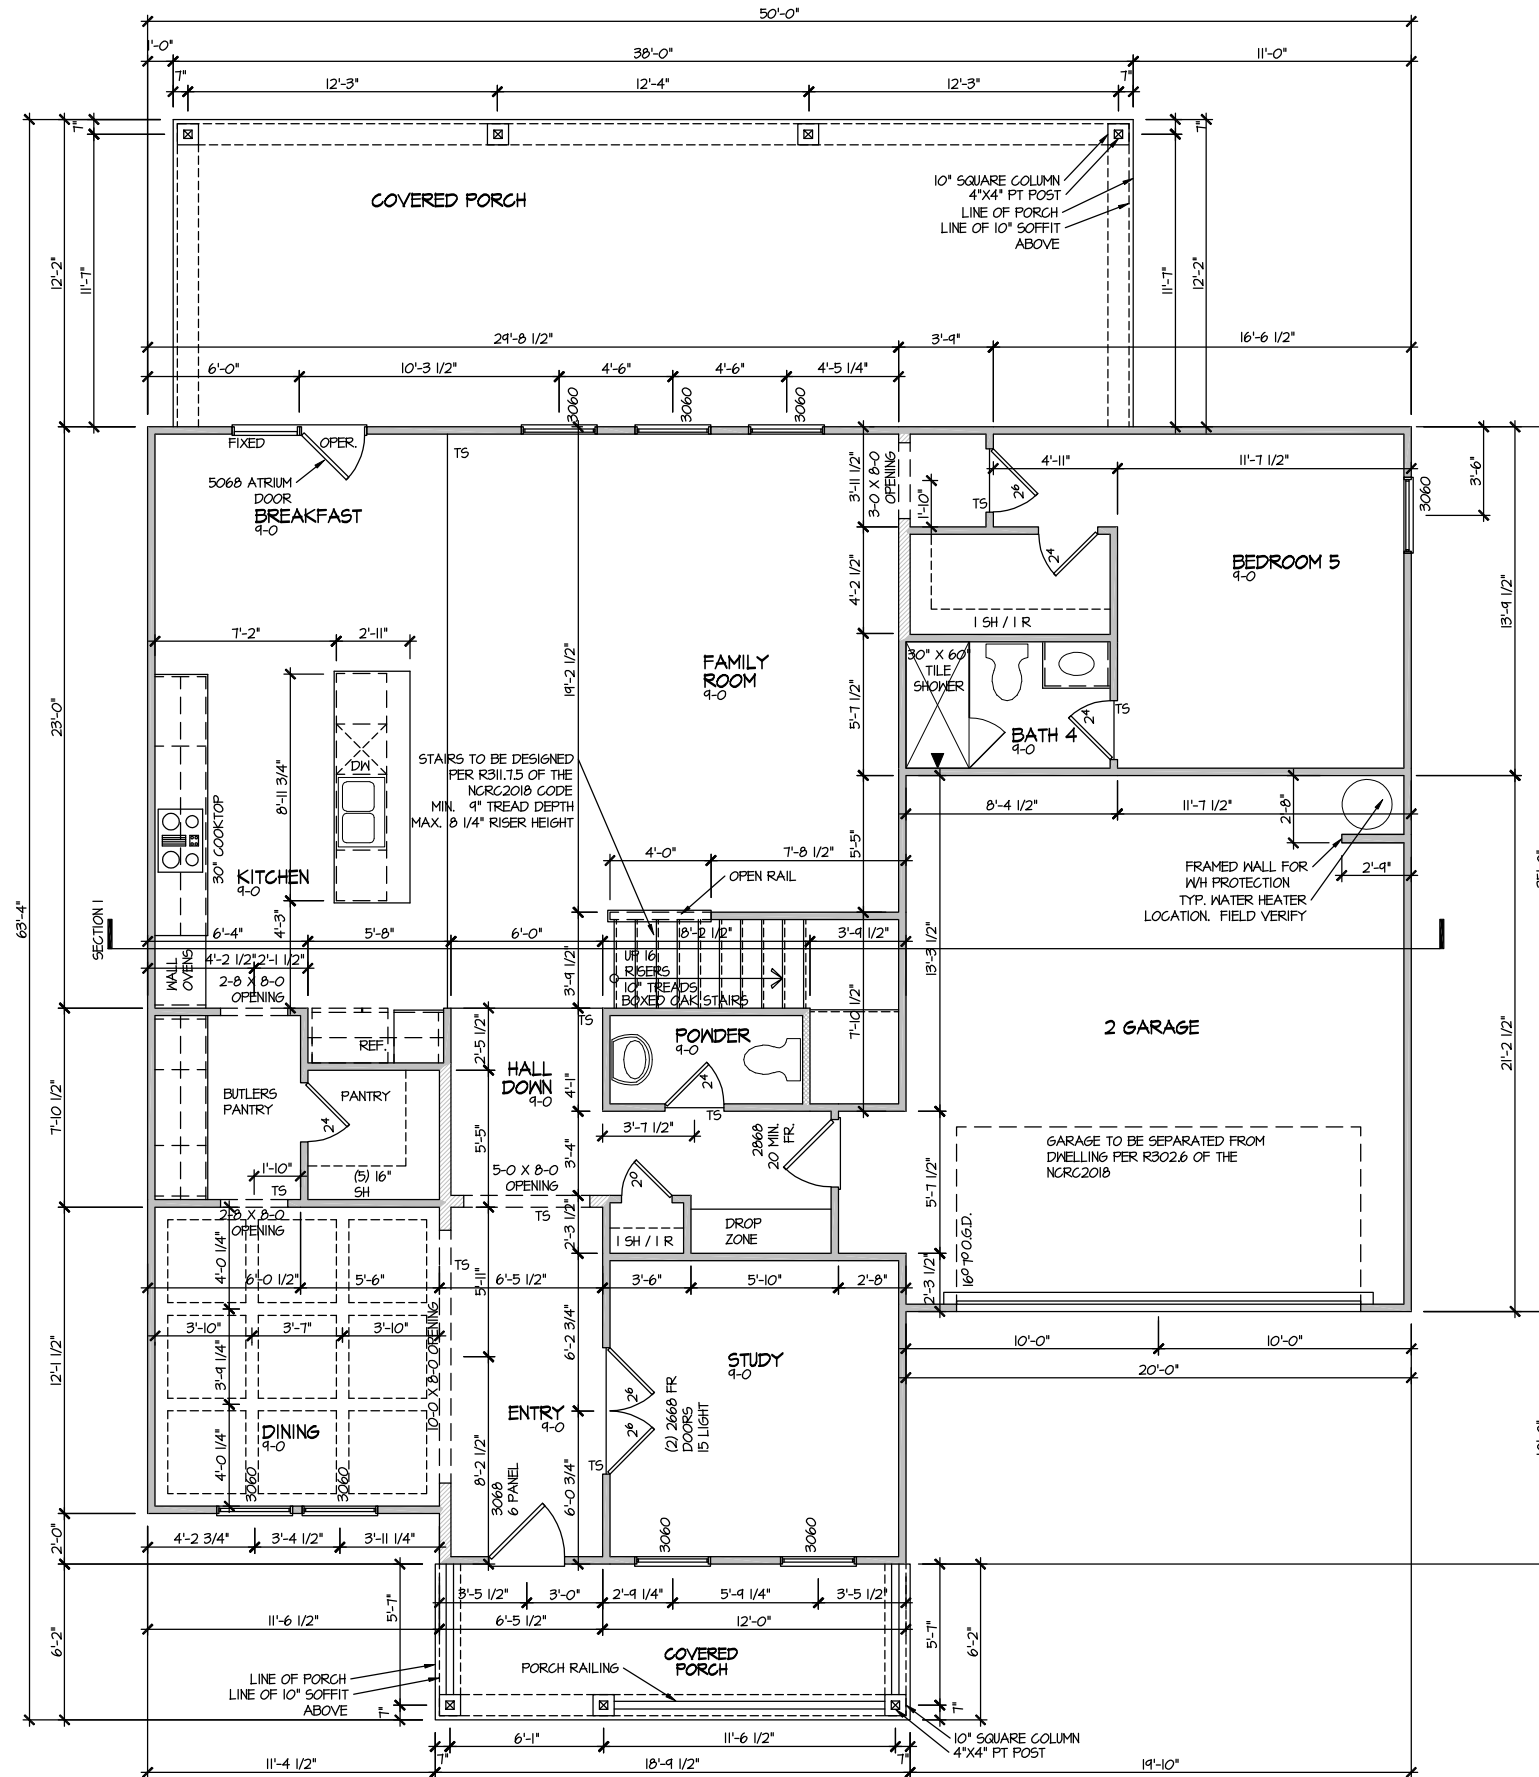 50'-0"
1'-0"
38'-0"
11'-0"
7"
12'-3"
12'-4"
12'-3"
7"
7"
7"
COVERED PORCH
10" SQUARE COLUMN
4"X4" PT POST
LINE OF PORCH
LINE OF 10" SOFFIT
ABOVE
12'-2"
11'-7"
11'-7"
12'-2"
29'-8 1/2"
3'-9"
16'-6 1/2"
6'-0"
10'-3 1/2"
4'-6"
4'-6"
4'-5 1/4"
3060
3060
3060
FIXED
OPER.
TS
5068 ATRIUM
DOOR
BREAKFAST
9-0
3'-11 1/2"
3-0 X 8-0
OPENING
1'-10"
TS
2⁶
4'-11"
11'-7 1/2"
3060
3'-6"
2⁴
BEDROOM 5
9-0
4'-2 1/2"
1 SH / 1 R
13'-9 1/2"
7'-2"
2'-11"
19'-2 1/2"
FAMILY
ROOM
9-0
30" X 60"
TILE
SHOWER
5'-7 1/2"
2⁴
TS
BATH 4
9-0
23'-0"
63'-4"
8'-11 3/4"
DW
STAIRS TO BE DESIGNED
PER R311.7.5 OF THE
NCRC2018 CODE
MIN. 9" TREAD DEPTH
MAX. 8 1/4" RISER HEIGHT
30" COOKTOP
KITCHEN
9-0
8'-4 1/2"
11'-7 1/2"
2'-8"
5'-5"
4'-0"
7'-8 1/2"
OPEN RAIL
FRAMED WALL FOR
W/H PROTECTION
TYP. WATER HEATER
LOCATION. FIELD VERIFY
2'-9"
SECTION 1
4'-3"
6'-4"
5'-8"
6'-0"
18'-2 1/2"
3'-9 1/2"
13'-3 1/2"
4'-2 1/2"
2'-1 1/2"
WALL
OVENS
2-8 X 8-0
OPENING
3'-9 1/2"
UP 16
RISERS
10" TREADS
BOXED OAK STAIRS
TS
7'-10 1/2"
2 GARAGE
REF.
2'-5 1/2"
HALL
DOWN
9-0
4'-1"
POWDER
9-0
2⁴
TS
21'-2 1/2"
7'-10 1/2"
BUTLERS
PANTRY
PANTRY
2⁴
5'-5"
3'-7 1/2"
2868
20 MIN.
FR.
3'-4"
GARAGE TO BE SEPARATED FROM
DWELLING PER R302.6 OF THE
NCRC2018
1'-10"
TS
(5) 16"
SH
5-0 X 8-0
OPENING
2⁰
5'-7 1/2"
2-8 X 8-0
OPENING
TS
2'-3 1/2"
1 SH / 1 R
DROP
ZONE
16⁰ 7⁰ O.G.D.
4'-0 1/4"
TS
5'-11"
6'-0 1/2"
5'-6"
6'-5 1/2"
3'-6"
5'-10"
2'-8"
2'-3 1/2"
3'-10"
3'-7"
3'-10"
10-0 X 8-0 OPENING
6'-2 3/4"
10'-0"
10'-0"
12'-1 1/2"
3'-9 1/4"
STUDY
9-0
20'-0"
2⁶
2⁶
(2) 2668 FR
DOORS
15 LIGHT
DINING
9-0
ENTRY
9-0
4'-0 1/4"
3060
3060
8'-2 1/2"
3068
6 PANEL
TS
6'-0 3/4"
3060
3060
2'-0"
4'-2 3/4"
3'-4 1/2"
3'-11 1/4"
3'-5 1/2"
3'-0"
2'-9 1/4"
5'-9 1/4"
3'-5 1/2"
5'-7"
11'-6 1/2"
6'-5 1/2"
12'-0"
5'-7"
6'-2"
6'-2"
COVERED
PORCH
PORCH RAILING
LINE OF PORCH
LINE OF 10" SOFFIT
ABOVE
7"
7"
10" SQUARE COLUMN
4"X4" PT POST
7"
6'-1"
11'-6 1/2"
7"
11'-4 1/2"
18'-9 1/2"
19'-10"